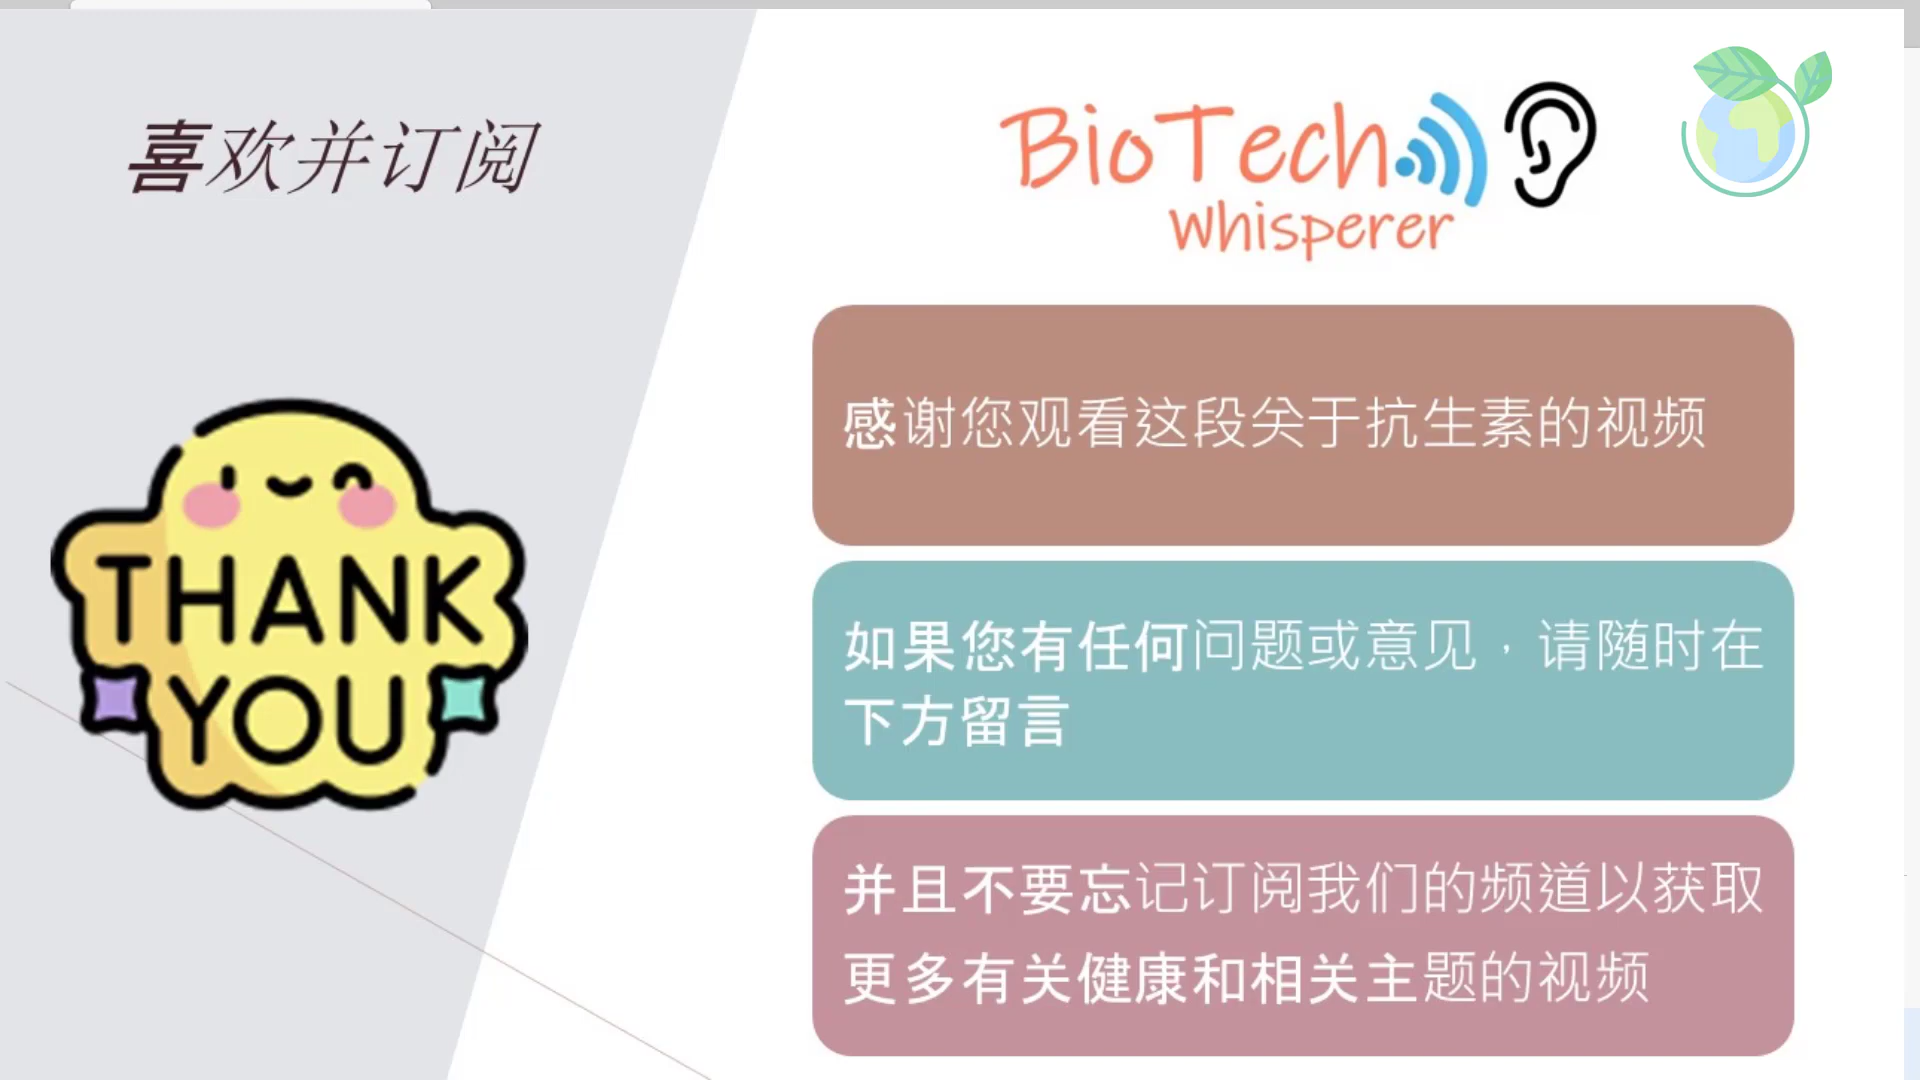 喜欢并订阅
BioTech
Whisperer
THANK
YOU
感谢您观看这段关于抗生素的视频
如果您有任何问题或意见，请随时在
下方留言
并且不要忘记订阅我们的频道以获取
更多有关健康和相关主题的视频